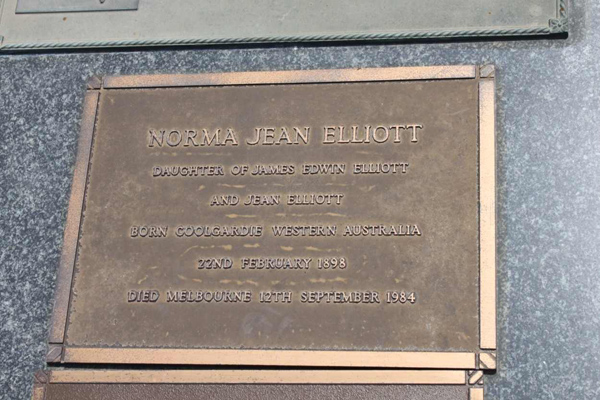 NORMA JEAN ELLIOTT
DAUGHTER OF JAMES EDWIN ELLIOTT
AND JEAN ELLIOTT
BORN COOLGARDIE WESTERN AUSTRALIA
22ND FEBRUARY 1898
DIED MELBOURNE 12TH SEPTEMBER 1984